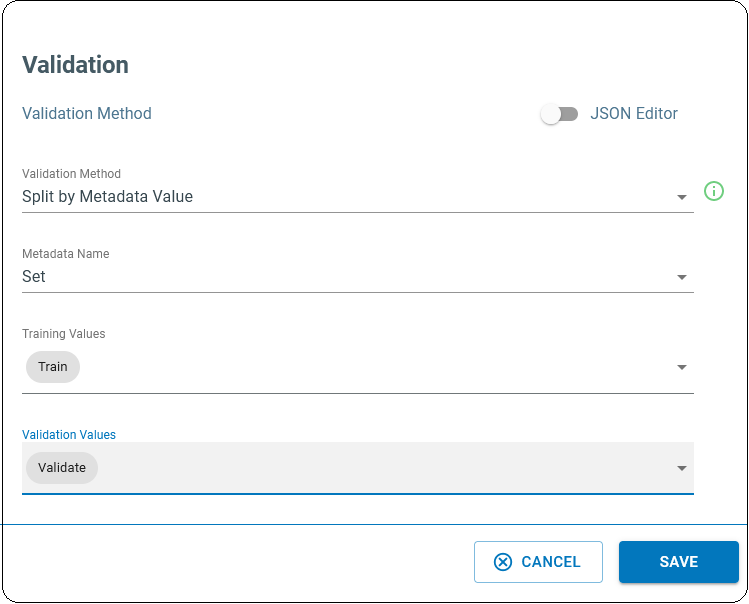 Validation
Validation Method
JSON Editor
Validation Method
Split by Metadata Value
Metadata Name
Set
Training Values
Train
Validation Values
Validate
CANCEL
SAVE